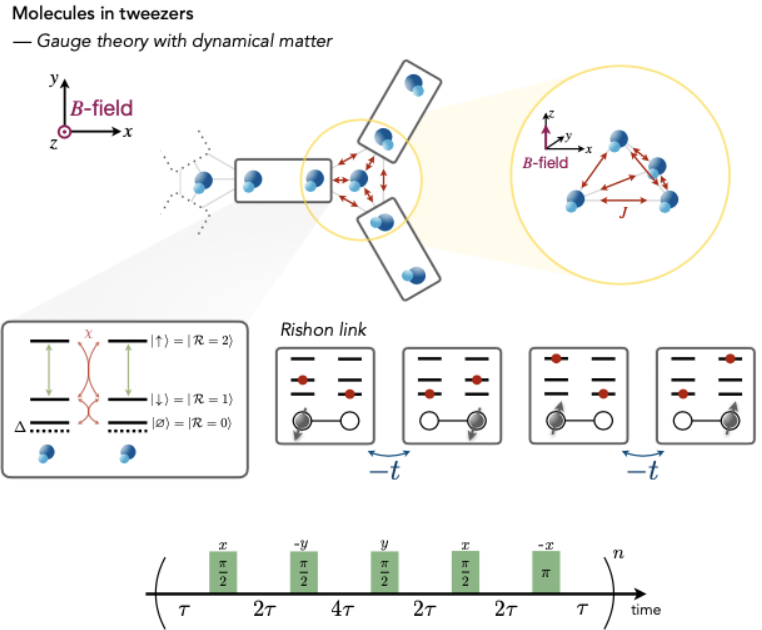 Molecules in tweezers
— Gauge theory with dynamical matter
y
B-field
z
x
z
y
x
B-field
J
χ
|↑⟩ = |ℛ = 2⟩
|↓⟩ = |ℛ = 1⟩
Δ
|∅⟩ = |ℛ = 0⟩
Rishon link
−t
−t
x -y y x -x
π/2 π/2 π/2 π/2 π
n
τ 2τ 4τ 2τ 2τ τ time